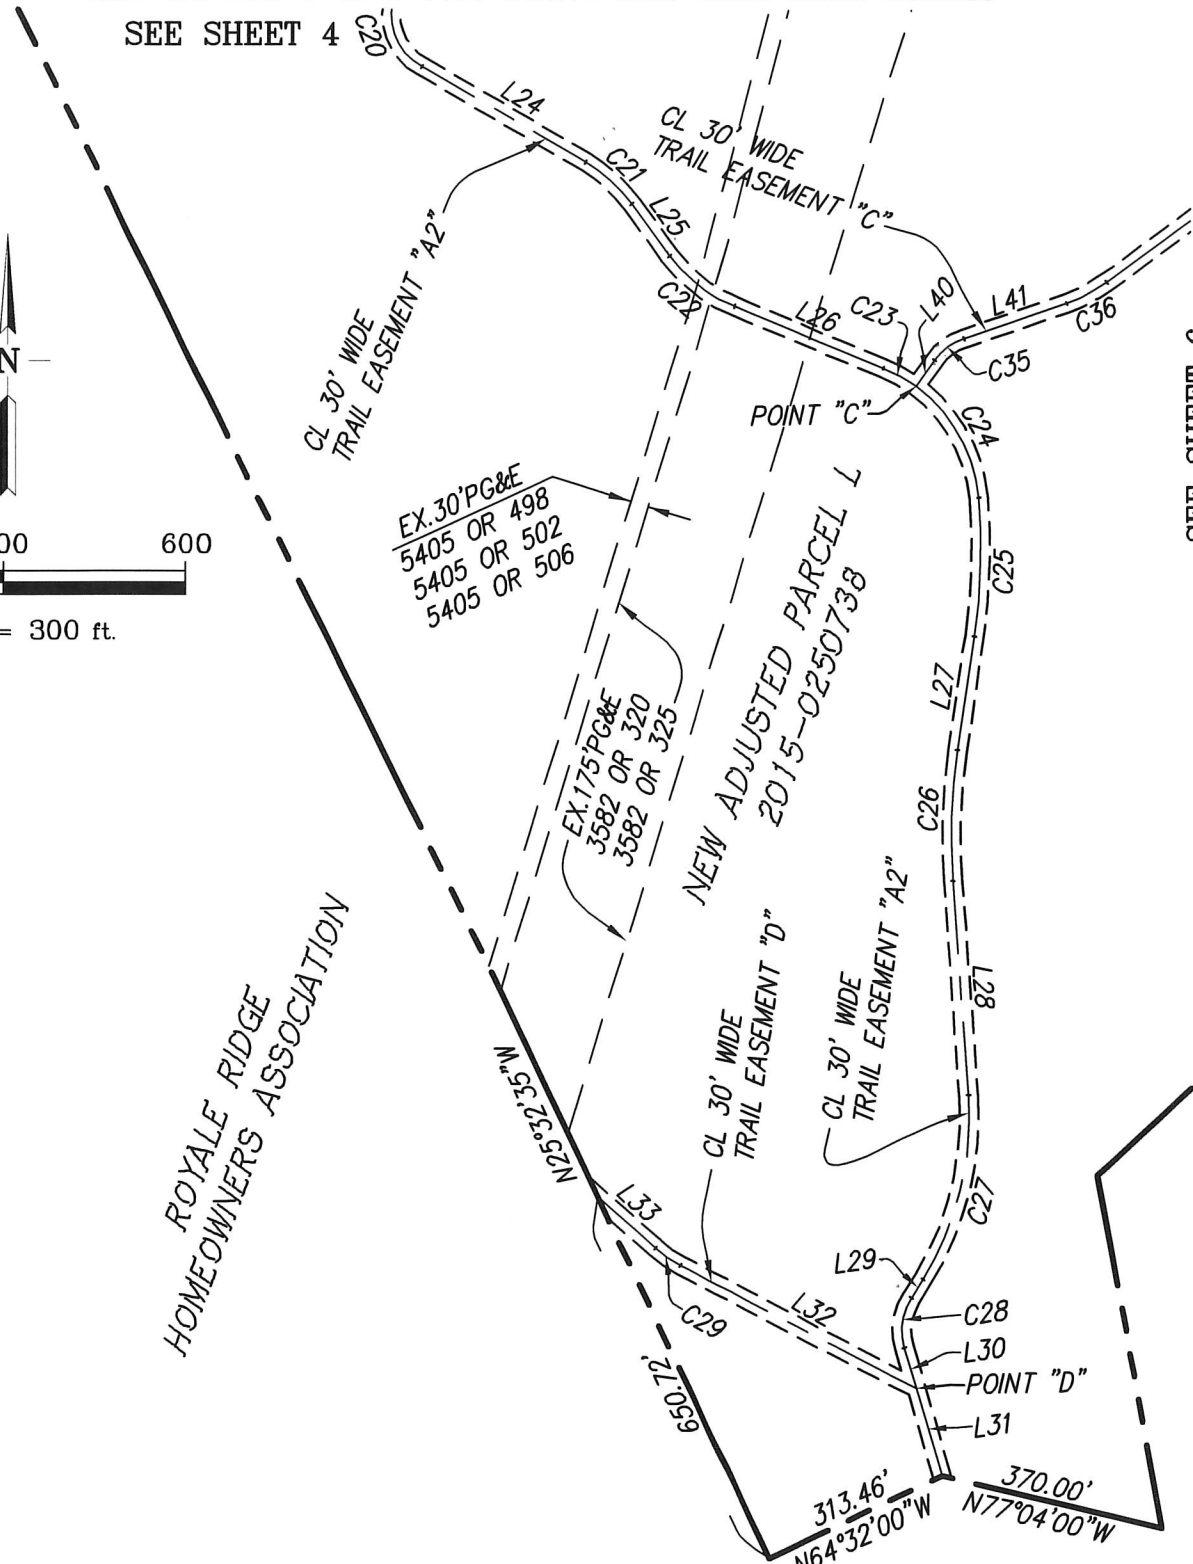 SEE SHEET 4
C20
L24
C21
L25
C22
CL 30' WIDE
TRAIL EASEMENT "C"
L26
C23
L40
L41
C36
C35
POINT "C"
C24
CL 30' WIDE
TRAIL EASEMENT "A2"
N
600
= 300 ft.
EX.30'PG&E
5405 OR 498
5405 OR 502
5405 OR 506
C25
NEW ADJUSTED PARCEL L
2015-0250738
EX.175'PG&E
3582 OR 320
3582 OR 325
L27
C26
L28
CL 30' WIDE
TRAIL EASEMENT "D"
CL 30' WIDE
TRAIL EASEMENT "A2"
ROYALE RIDGE
HOMEOWNERS ASSOCIATION
N25°32'35"W
L33
C29
L32
C27
L29
C28
L30
POINT "D"
L31
650.72'
313.46'
N64°32'00"W
370.00'
N77°04'00"W